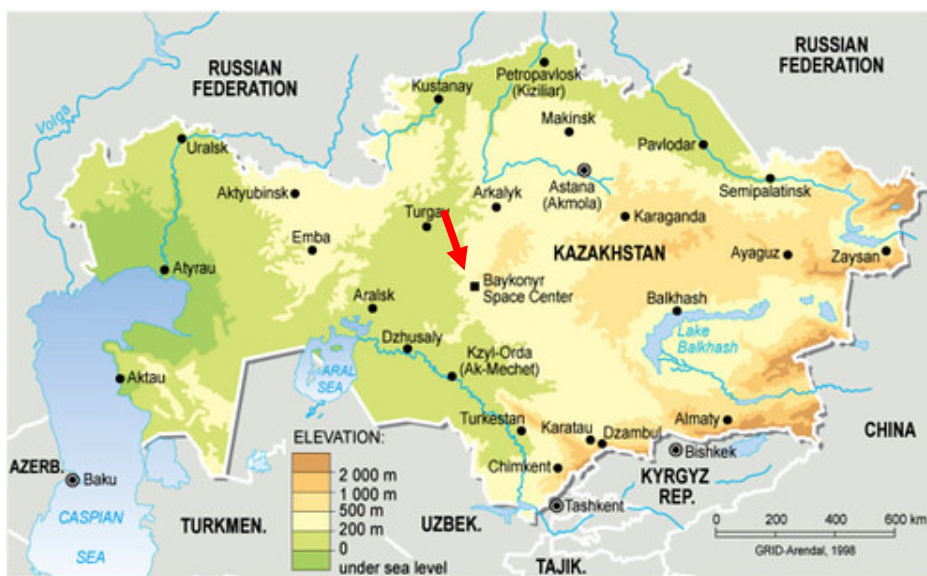 RUSSIAN
FEDERATION
RUSSIAN
FEDERATION
Volga
Petropavlosk
(Kiziliar)
Kustanay
Makinsk
Pavlodar
Uralsk
Aktyubinsk
Arkalyk
Astana
(Akmola)
Semipalatinsk
Turgay
Karaganda
Emba
KAZAKHSTAN
Ayaguz
Zaysan
Atyrau
Baykonyr
Space Center
Aralsk
Balkhash
Dzhusaly
Lake
Balkhash
Kzyl-Orda
(Ak-Mechet)
ARAL
SEA
Aktau
Turkestan
Karatau
Dzambul
Almaty
CHINA
ELEVATION:
2 000 m
1 000 m
500 m
200 m
0
under sea level
Chimkent
Bishkek
KYRGYZ
REP.
AZERB.
Baku
Tashkent
CASPIAN
SEA
TURKMEN.
UZBEK.
TAJIK.
0 200 400 600 km
GRID-Arendal, 1998